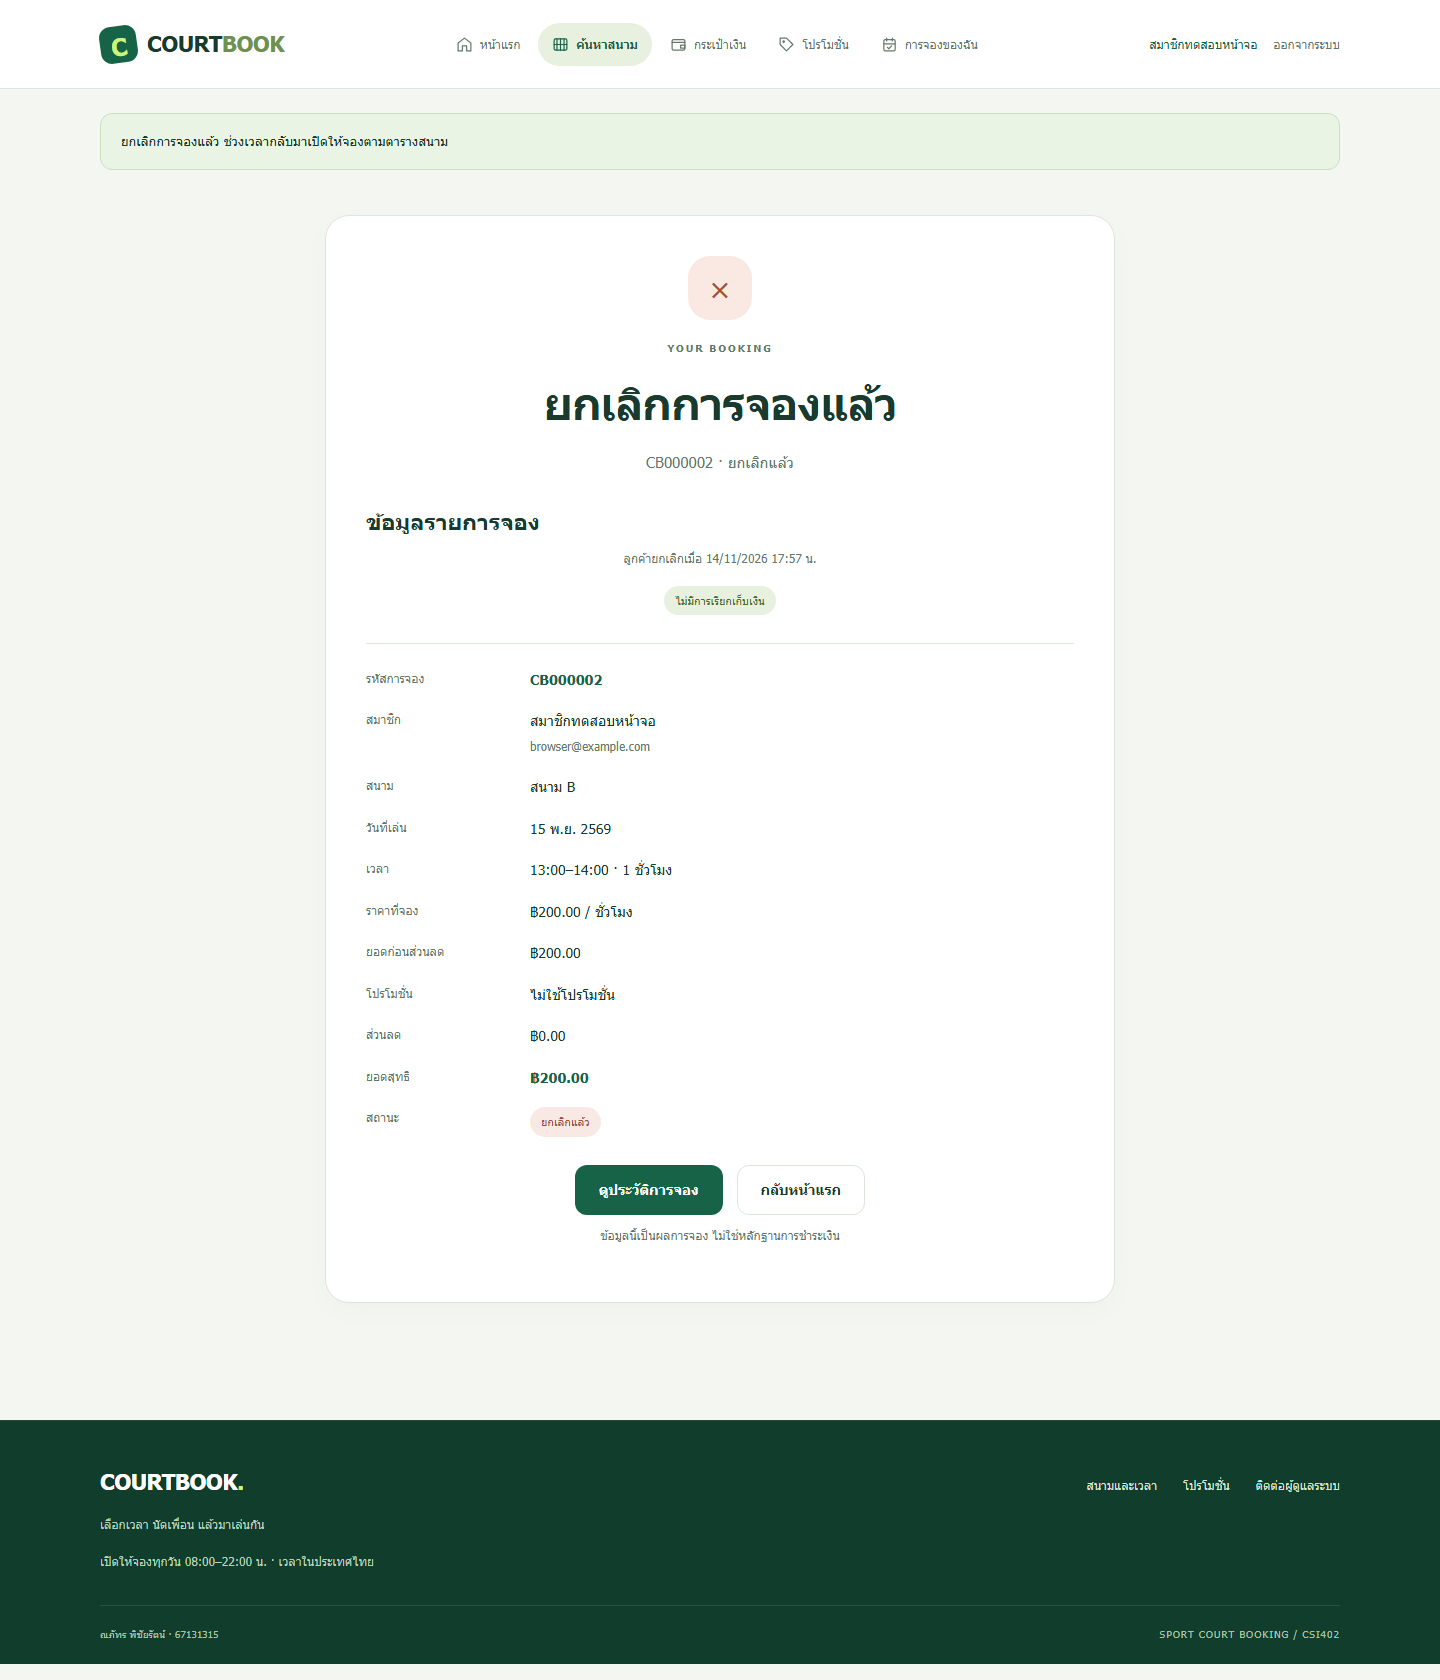 C COURTBOOK
หน้าแรก
ค้นหาสนาม
กระเป๋าเงิน
โปรโมชั่น
การจองของฉัน
สมาชิกทดสอบหน้าจอ
ออกจากระบบ
ยกเลิกการจองแล้ว ช่วงเวลากลับมาเปิดให้จองตามตารางสนาม
YOUR BOOKING
ยกเลิกการจองแล้ว
CB000002 · ยกเลิกแล้ว
ข้อมูลรายการจอง
ลูกค้ายกเลิกเมื่อ 14/11/2026 17:57 น.
ไม่มีการเรียกเก็บเงิน
รหัสการจอง CB000002
สมาชิก สมาชิกทดสอบหน้าจอ
browser@example.com
สนาม สนาม B
วันที่เล่น 15 พ.ย. 2569
เวลา 13:00–14:00 · 1 ชั่วโมง
ราคาที่จอง ฿200.00 / ชั่วโมง
ยอดก่อนส่วนลด ฿200.00
โปรโมชั่น ไม่ใช้โปรโมชั่น
ส่วนลด ฿0.00
ยอดสุทธิ ฿200.00
สถานะ ยกเลิกแล้ว
ดูประวัติการจอง
กลับหน้าแรก
ข้อมูลนี้เป็นผลการจอง ไม่ใช่หลักฐานการชำระเงิน
COURTBOOK.
สนามและเวลา
โปรโมชั่น
ติดต่อผู้ดูแลระบบ
เลือกเวลา นัดเพื่อน แล้วมาเล่นกัน
เปิดให้จองทุกวัน 08:00–22:00 น. · เวลาในประเทศไทย
ณภัทร พิชัยรัตน์ · 67131315
SPORT COURT BOOKING / CSI402